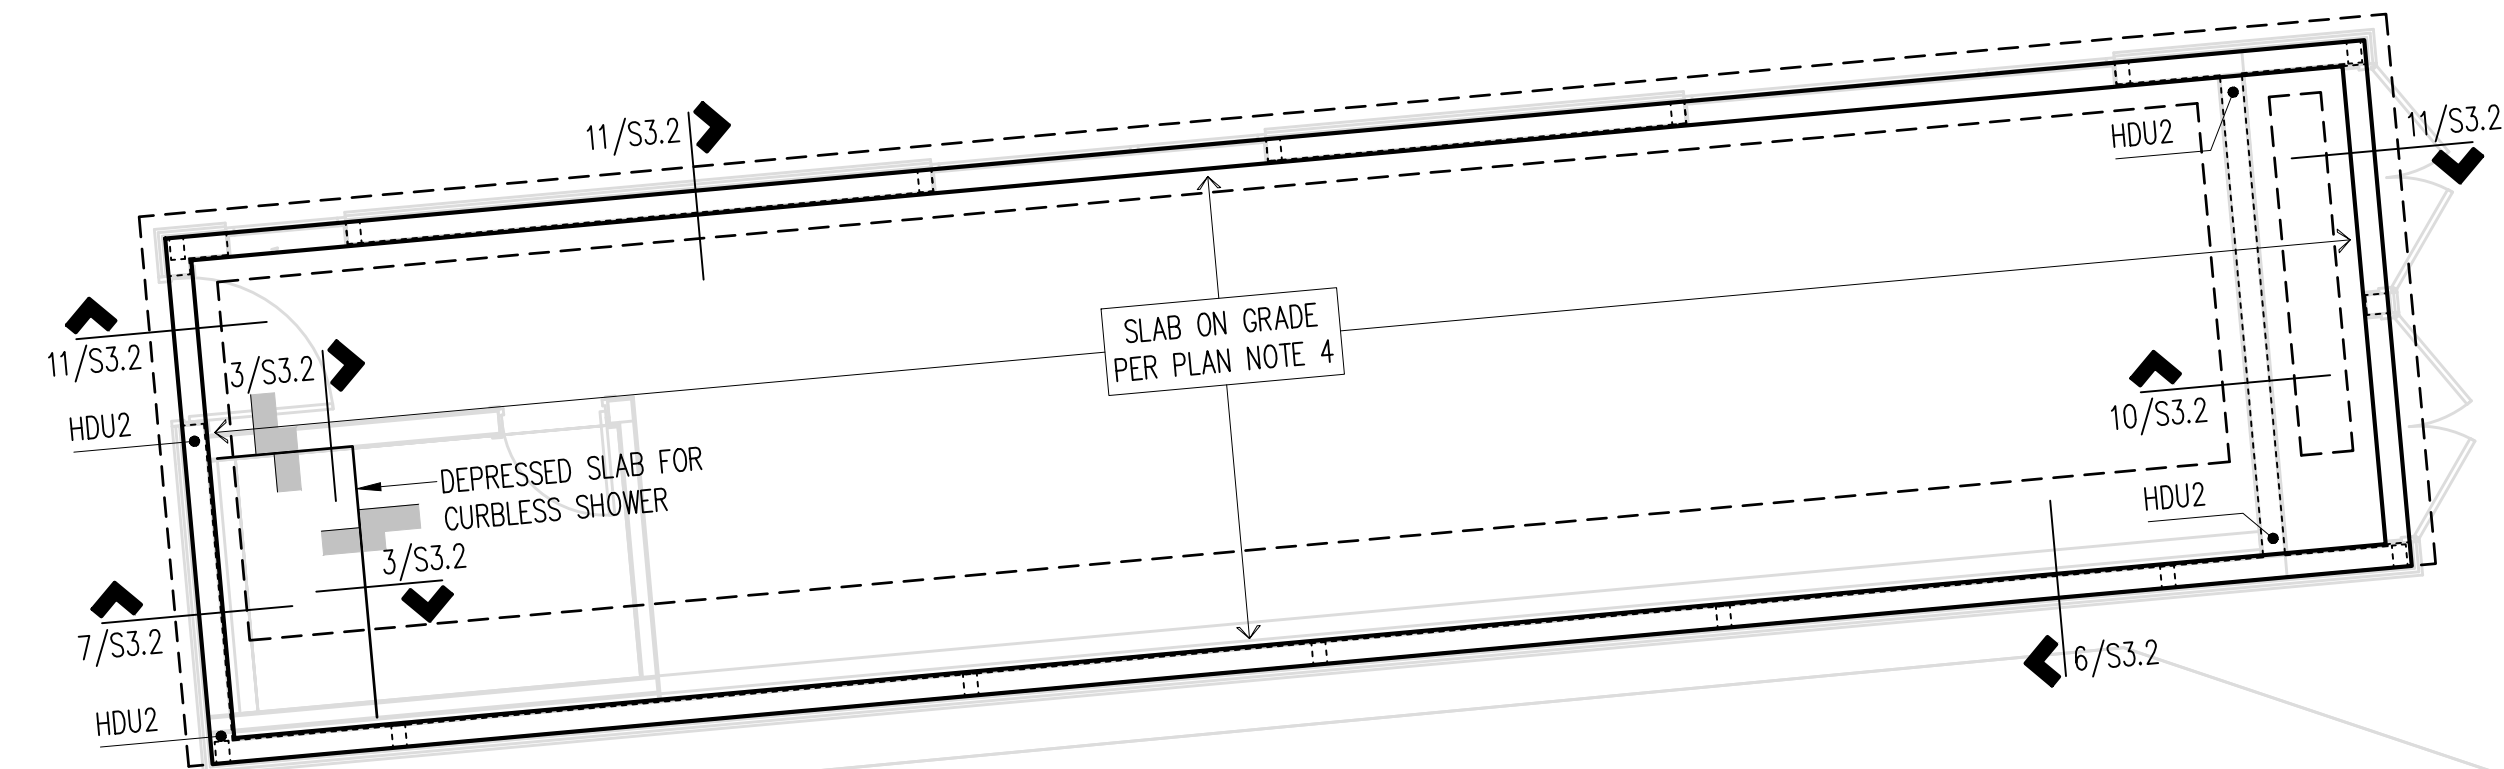 11/S3.2
HDU2
11/S3.2
11/S3.2
3/S3.2
HDU2
SLAB ON GRADE
PER PLAN NOTE 4
10/S3.2
DEPRESSED SLAB FOR
CURBLESS SHOWER
HDU2
3/S3.2
7/S3.2
6/S3.2
HDU2